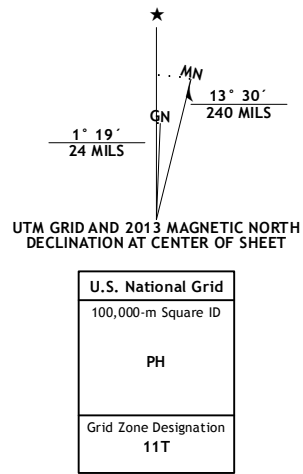 ★
MN
13° 30´
240 MILS
GN
1° 19´
24 MILS
UTM GRID AND 2013 MAGNETIC NORTH
DECLINATION AT CENTER OF SHEET
U.S. National Grid
100,000-m Square ID
PH
Grid Zone Designation
11T